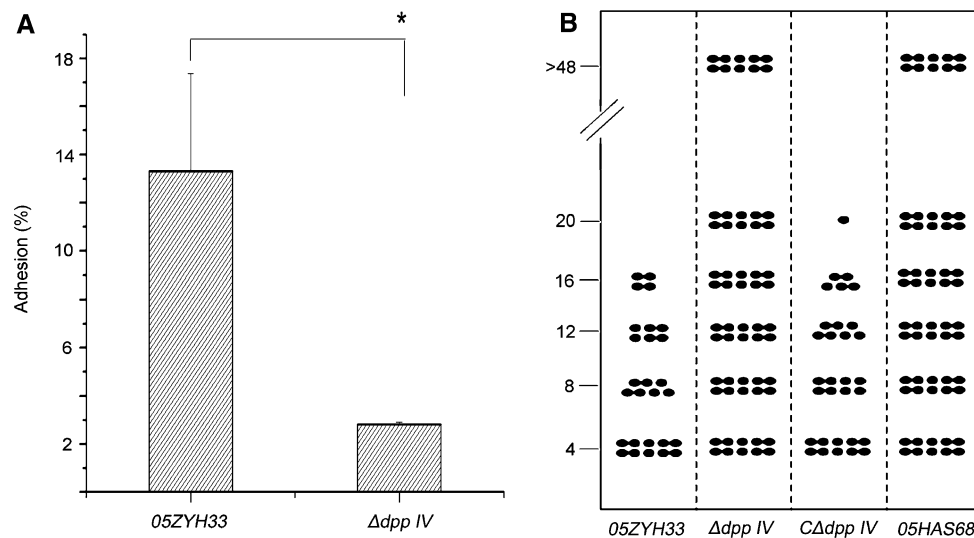 A
*
18
14
10
6
2
Adhesion (%)
05ZYH33
Δdpp IV
B
>48
20
16
12
8
4
05ZYH33
Δdpp IV
CΔdpp IV
05HAS68